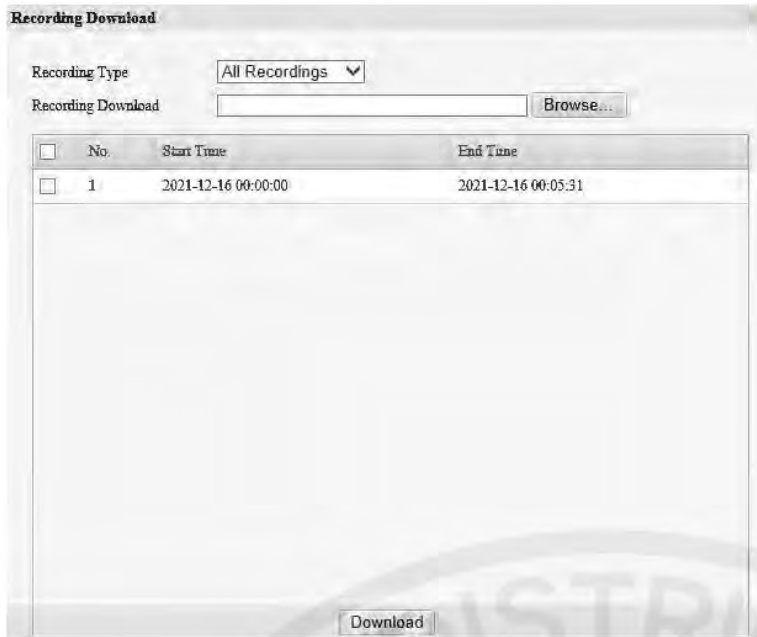 Recording Download
Recording Type All Recordings
Recording Download Browse...
No. Start Time End Time
1 2021-12-16 00:00:00 2021-12-16 00:05:31
Download